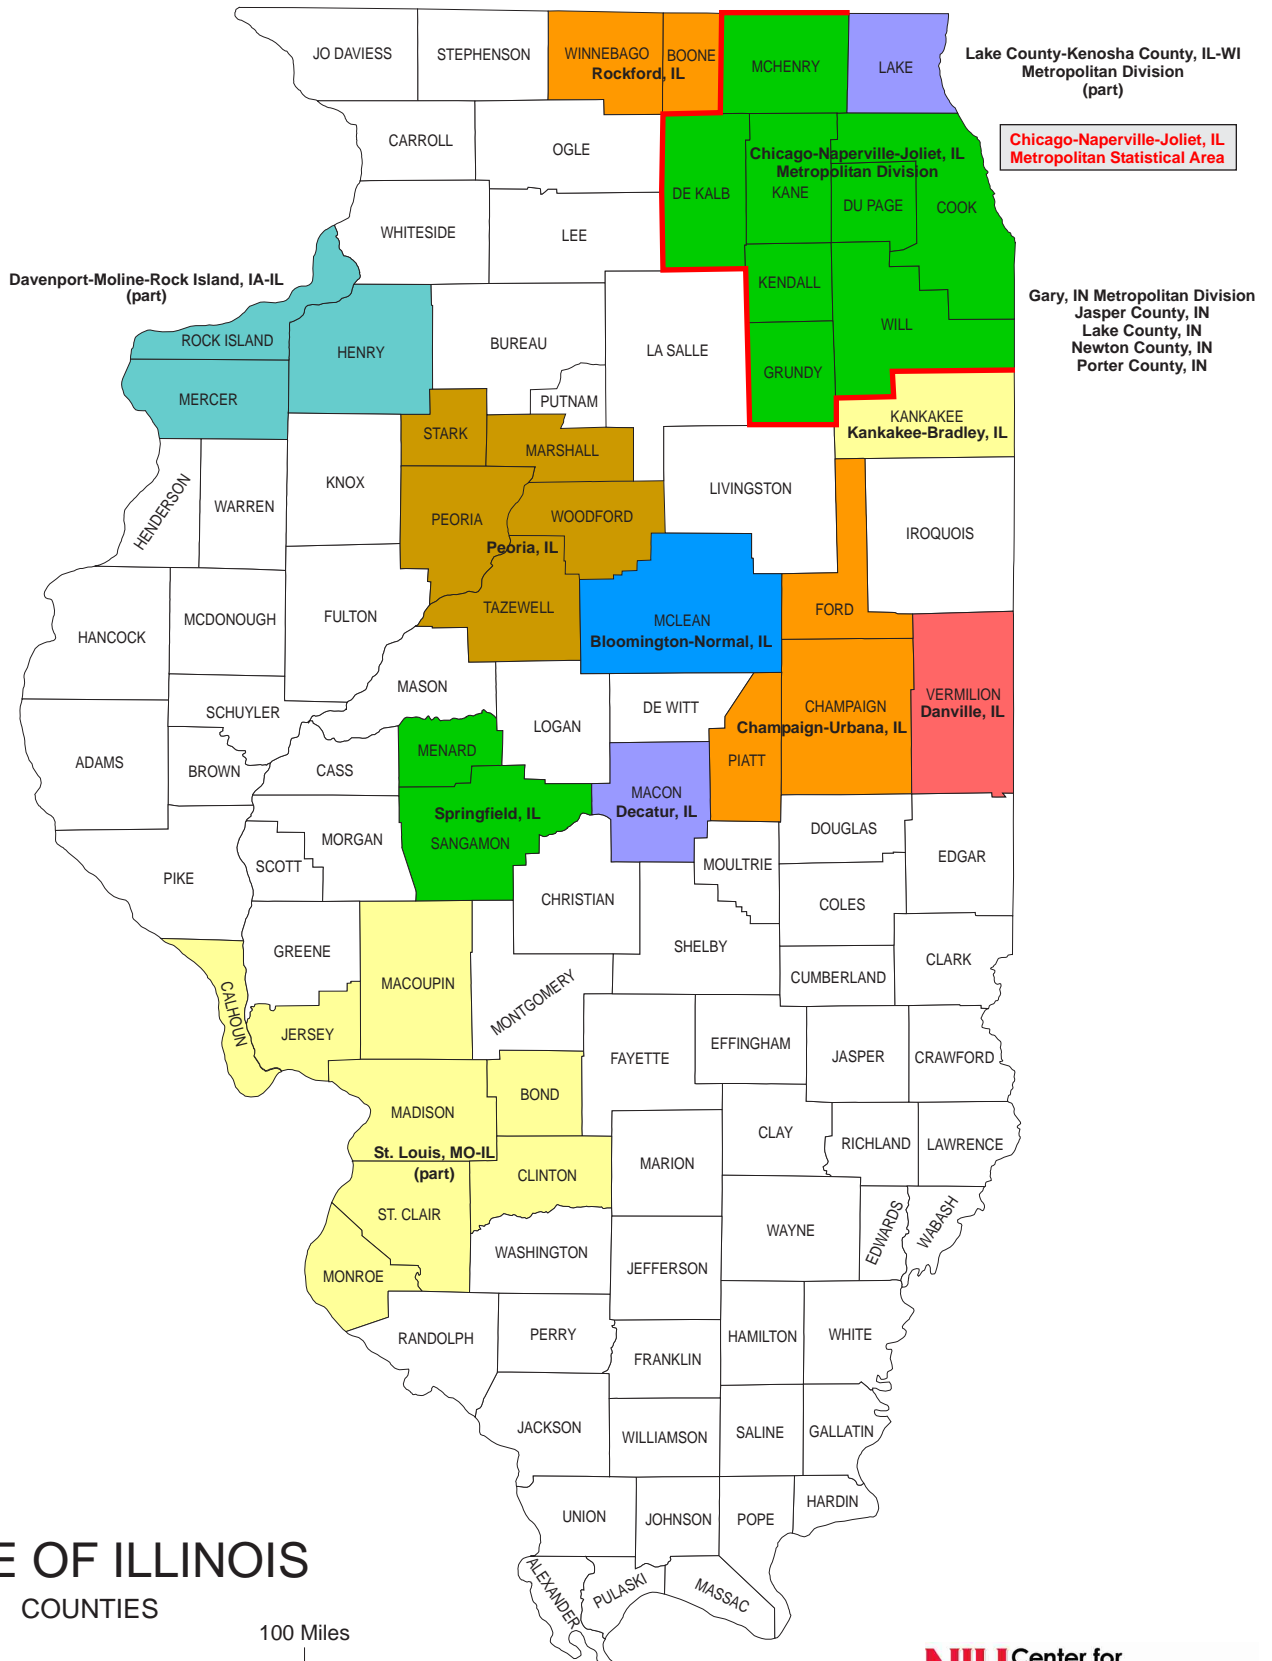 JO DAVIESS
STEPHENSON
WINNEBAGO
BOONE
Rockford, IL
MCHENRY
LAKE
Lake County-Kenosha County, IL-WI
Metropolitan Division
(part)
Chicago-Naperville-Joliet, IL
Metropolitan Statistical Area
CARROLL
OGLE
Chicago-Naperville-Joliet, IL
Metropolitan Division
DE KALB
KANE
DU PAGE
COOK
WHITESIDE
LEE
Davenport-Moline-Rock Island, IA-IL
(part)
KENDALL
Gary, IN Metropolitan Division
Jasper County, IN
Lake County, IN
Newton County, IN
Porter County, IN
ROCK ISLAND
HENRY
BUREAU
LA SALLE
WILL
GRUNDY
MERCER
PUTNAM
KANKAKEE
Kankakee-Bradley, IL
STARK
MARSHALL
HENDERSON
WARREN
KNOX
PEORIA
WOODFORD
Peoria, IL
LIVINGSTON
IROQUOIS
HANCOCK
MCDONOUGH
FULTON
TAZEWELL
MCLEAN
Bloomington-Normal, IL
FORD
SCHUYLER
MASON
LOGAN
DE WITT
CHAMPAIGN
Champaign-Urbana, IL
VERMILION
Danville, IL
ADAMS
BROWN
CASS
MENARD
PIATT
MACON
Decatur, IL
Springfield, IL
SANGAMON
MORGAN
SCOTT
PIKE
DOUGLAS
MOULTRIE
EDGAR
CHRISTIAN
COLES
GREENE
MACOUPIN
MONTGOMERY
SHELBY
CUMBERLAND
CLARK
CALHOUN
JERSEY
FAYETTE
EFFINGHAM
JASPER
CRAWFORD
MADISON
BOND
St. Louis, MO-IL
(part)
CLINTON
MARION
CLAY
RICHLAND
LAWRENCE
ST. CLAIR
MONROE
WASHINGTON
JEFFERSON
WAYNE
EDWARDS
WABASH
RANDOLPH
PERRY
FRANKLIN
HAMILTON
WHITE
JACKSON
WILLIAMSON
SALINE
GALLATIN
UNION
JOHNSON
POPE
HARDIN
ALEXANDER
PULASKI
MASSAC
E OF ILLINOIS
COUNTIES
100 Miles
NIU Center for